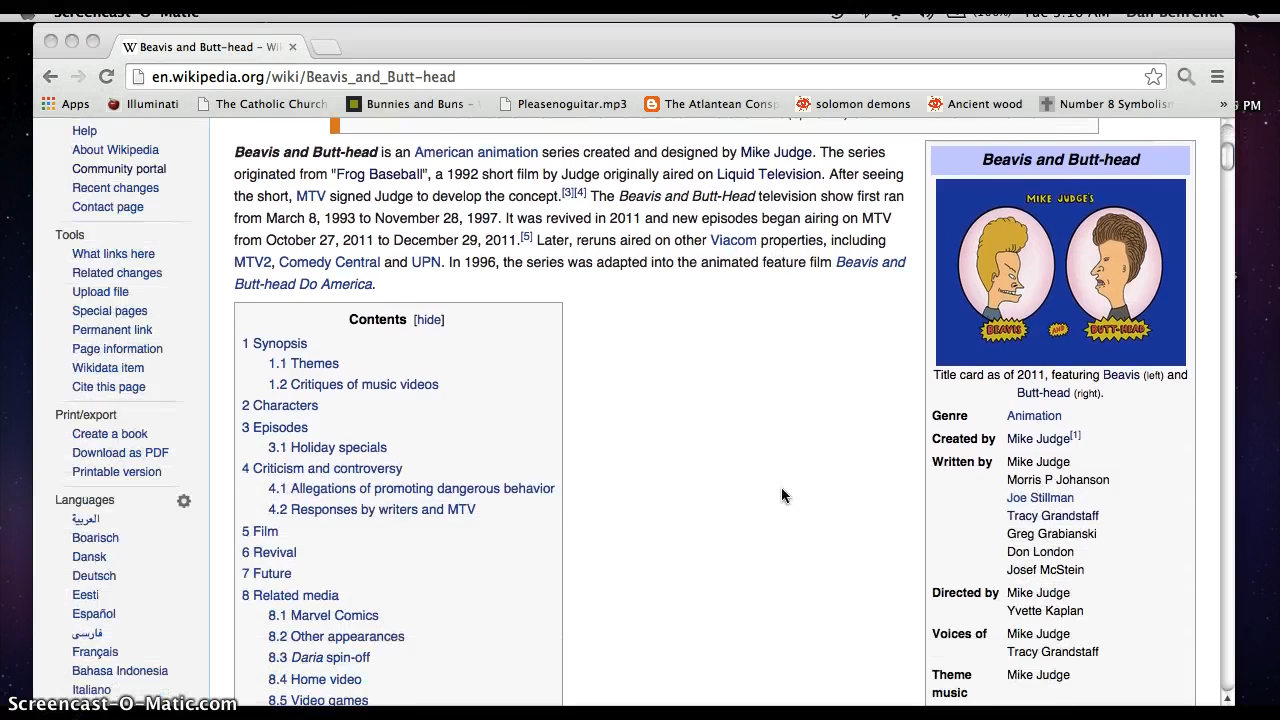 Screencast-O-Matic
Beavis and Butt-head - Wi
en.wikipedia.org/wiki/Beavis_and_Butt-head
Apps Illuminati The Catholic Church Bunnies and Buns - Pleasenoguitar.mp3 The Atlantean Consp solomon demons Ancient wood Number 8 Symbolism »
PM
Help
About Wikipedia
Community portal
Recent changes
Contact page
Tools
What links here
Related changes
Upload file
Special pages
Permanent link
Page information
Wikidata item
Cite this page
Print/export
Create a book
Download as PDF
Printable version
Languages
العربية
Boarisch
Dansk
Deutsch
Eesti
Español
فارسی
Français
Bahasa Indonesia
Italiano
Beavis and Butt-head is an American animation series created and designed by Mike Judge. The series
originated from "Frog Baseball", a 1992 short film by Judge originally aired on Liquid Television. After seeing
the short, MTV signed Judge to develop the concept.[3][4] The Beavis and Butt-Head television show first ran
from March 8, 1993 to November 28, 1997. It was revived in 2011 and new episodes began airing on MTV
from October 27, 2011 to December 29, 2011.[5] Later, reruns aired on other Viacom properties, including
MTV2, Comedy Central and UPN. In 1996, the series was adapted into the animated feature film Beavis and
Butt-head Do America.
Contents [hide]
1 Synopsis
1.1 Themes
1.2 Critiques of music videos
2 Characters
3 Episodes
3.1 Holiday specials
4 Criticism and controversy
4.1 Allegations of promoting dangerous behavior
4.2 Responses by writers and MTV
5 Film
6 Revival
7 Future
8 Related media
8.1 Marvel Comics
8.2 Other appearances
8.3 Daria spin-off
8.4 Home video
8.5 Video games
Beavis and Butt-head
MIKE JUDGE'S
BEAVIS AND BUTT-HEAD
Title card as of 2011, featuring Beavis (left) and
Butt-head (right).
Genre Animation
Created by Mike Judge[1]
Written by Mike Judge
Morris P Johanson
Joe Stillman
Tracy Grandstaff
Greg Grabianski
Don London
Josef McStein
Directed by Mike Judge
Yvette Kaplan
Voices of Mike Judge
Tracy Grandstaff
Theme Mike Judge
music
Screencast-O-Matic.com